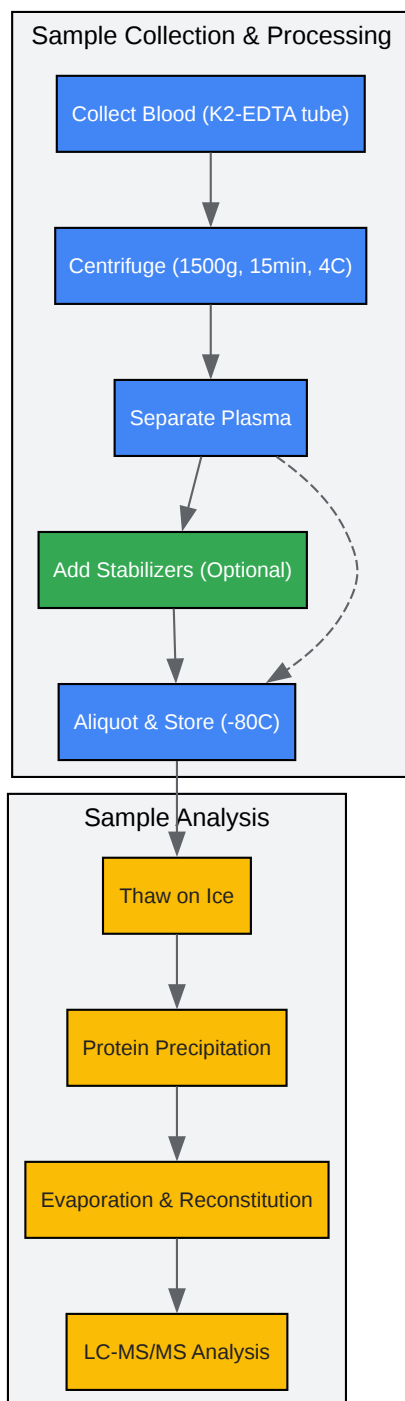 Sample Collection & Processing
Collect Blood (K2-EDTA tube)
Centrifuge (1500g, 15min, 4C)
Separate Plasma
Add Stabilizers (Optional)
Aliquot & Store (-80C)
Sample Analysis
Thaw on Ice
Protein Precipitation
Evaporation & Reconstitution
LC-MS/MS Analysis